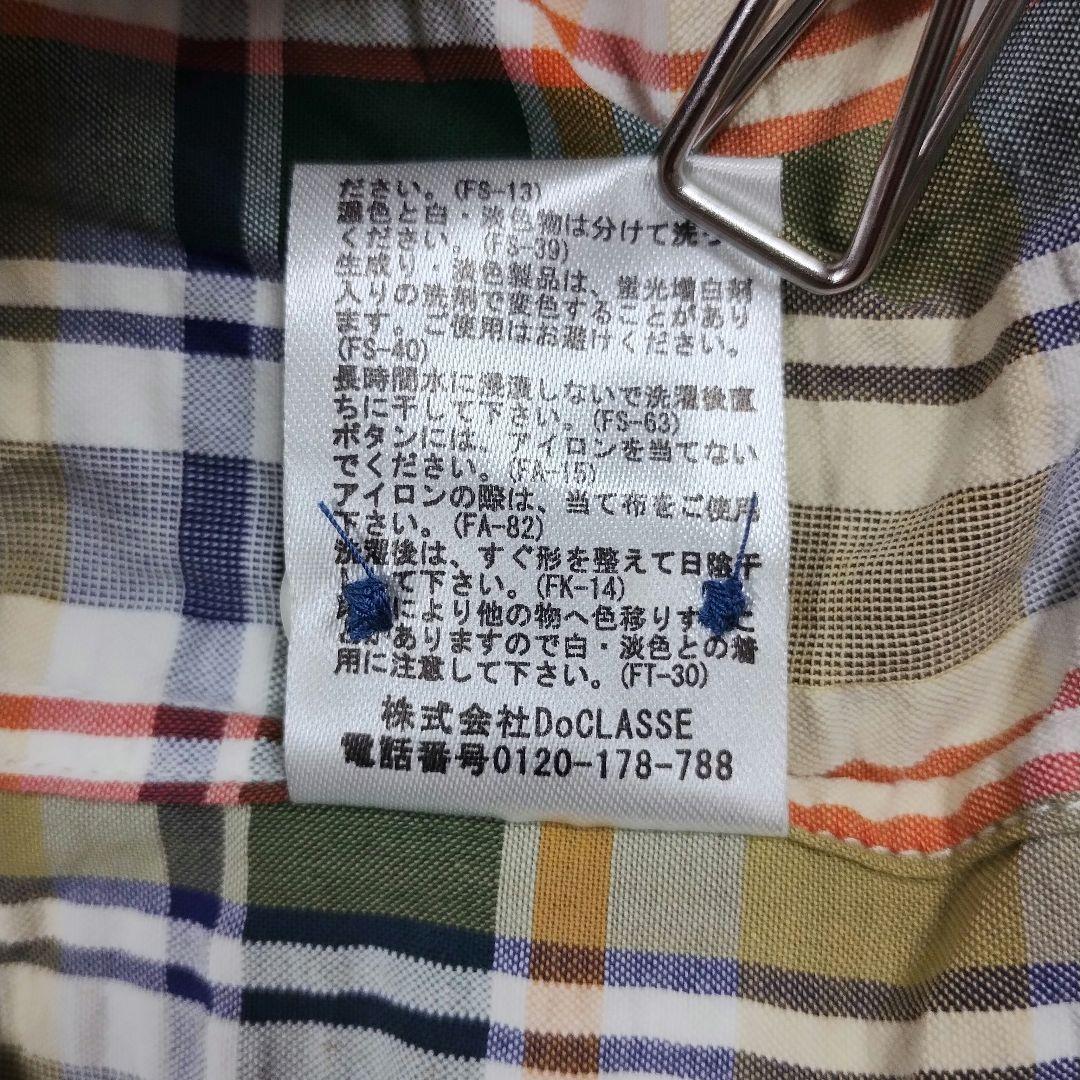 ださい。(FS-13)
濃色と白・淡色物は分けて洗っ
ください。(FS-39)
生成り・淡色製品は、蛍光増白剤
入りの洗剤で変色することがあり
ます。ご使用はお避けください。
(FS-40)
長時間水に浸漬しないで洗濯後直
ちに干して下さい。(FS-63)
ボタンには、アイロンを当てない
でください。(FA-15)
アイロンの際は、当て布をご使用
下さい。(FA-82)
洗濯後は、すぐ形を整えて日陰干
して下さい。(FK-14)
により他の物へ色移りするこ
がありますので白・淡色との着
用に注意して下さい。(FT-30)
株式会社DoCLASSE
電話番号0120-178-788